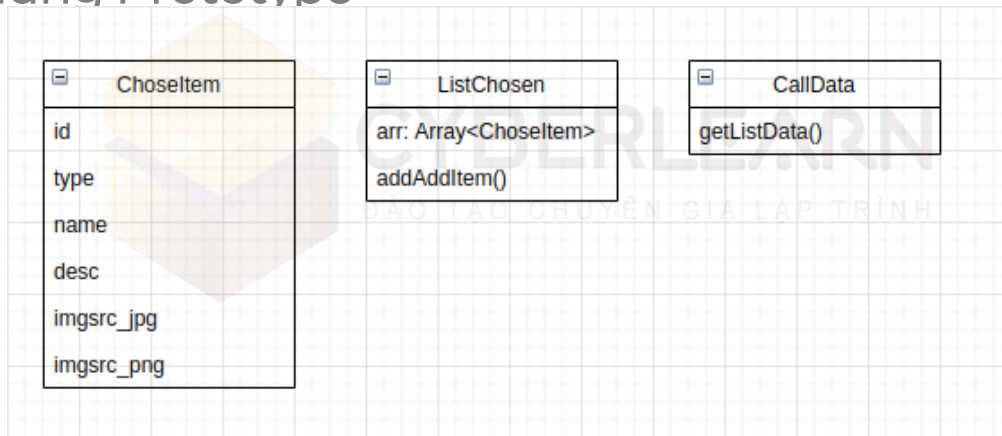 ChoseItem
id
type
name
desc
imgsrc_jpg
imgsrc_png
ListChosen
arr: Array<ChoseItem>
addAddItem()
CallData
getListData()
CYBERLEARN
ĐÀO TẠO CHUYÊN GIA LẬP TRÌNH